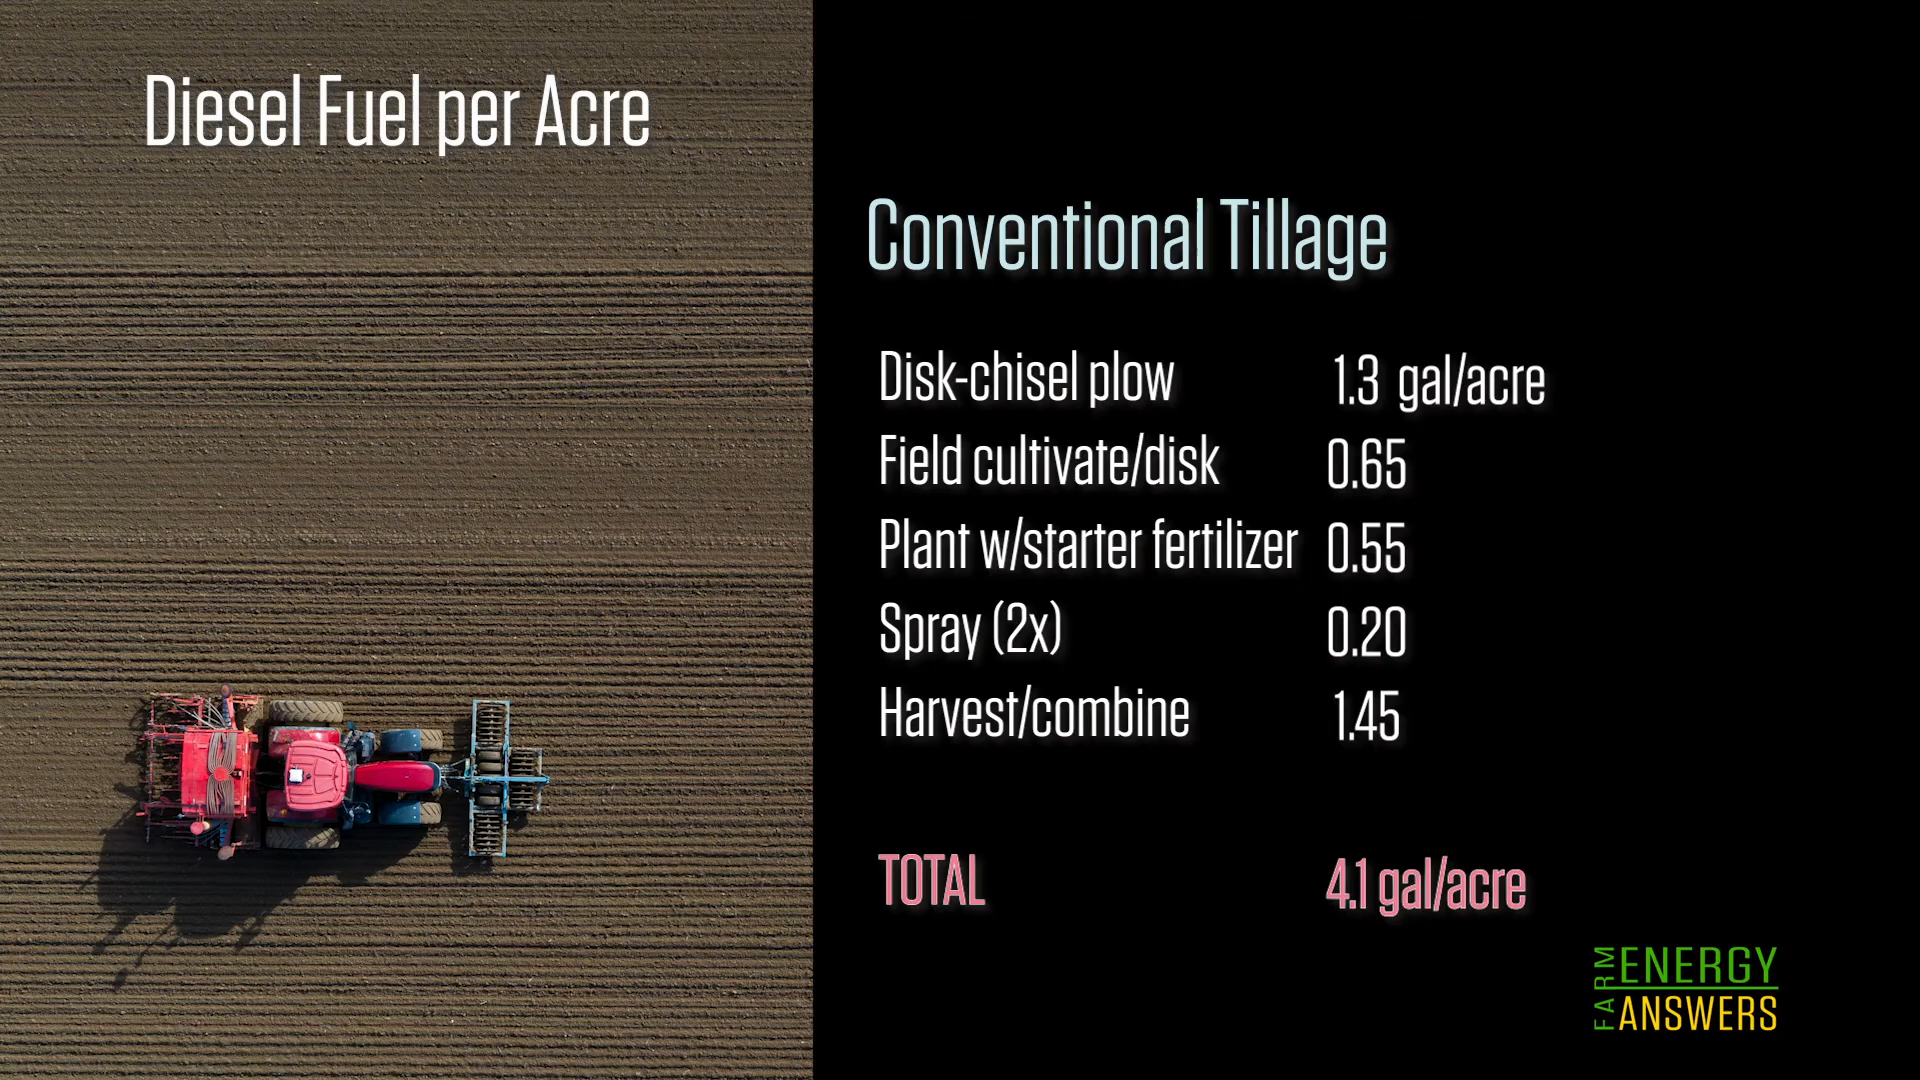 Diesel Fuel per Acre
Conventional Tillage
Disk-chisel plow 1.3 gal/acre
Field cultivate/disk 0.65
Plant w/starter fertilizer 0.55
Spray (2x) 0.20
Harvest/combine 1.45
TOTAL 4.1 gal/acre
FARM ENERGY
ANSWERS